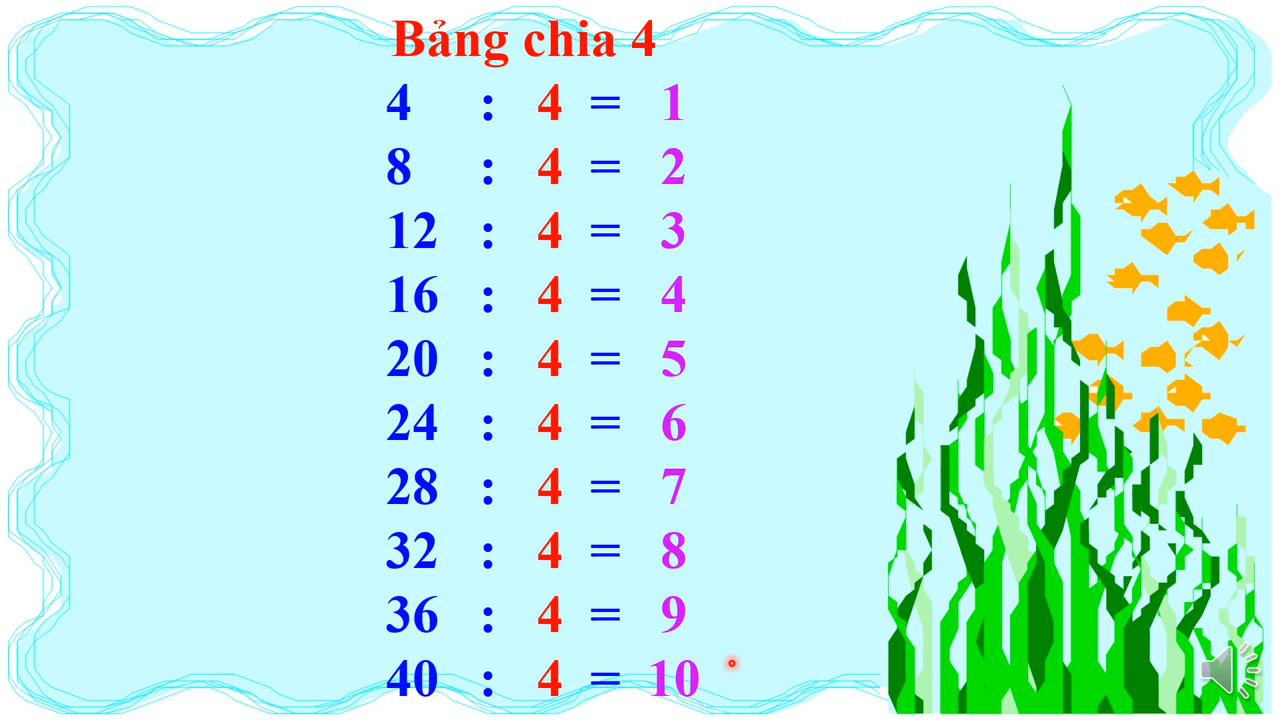 Bảng chia 4
4 : 4 = 1
8 : 4 = 2
12 : 4 = 3
16 : 4 = 4
20 : 4 = 5
24 : 4 = 6
28 : 4 = 7
32 : 4 = 8
36 : 4 = 9
40 : 4 = 10